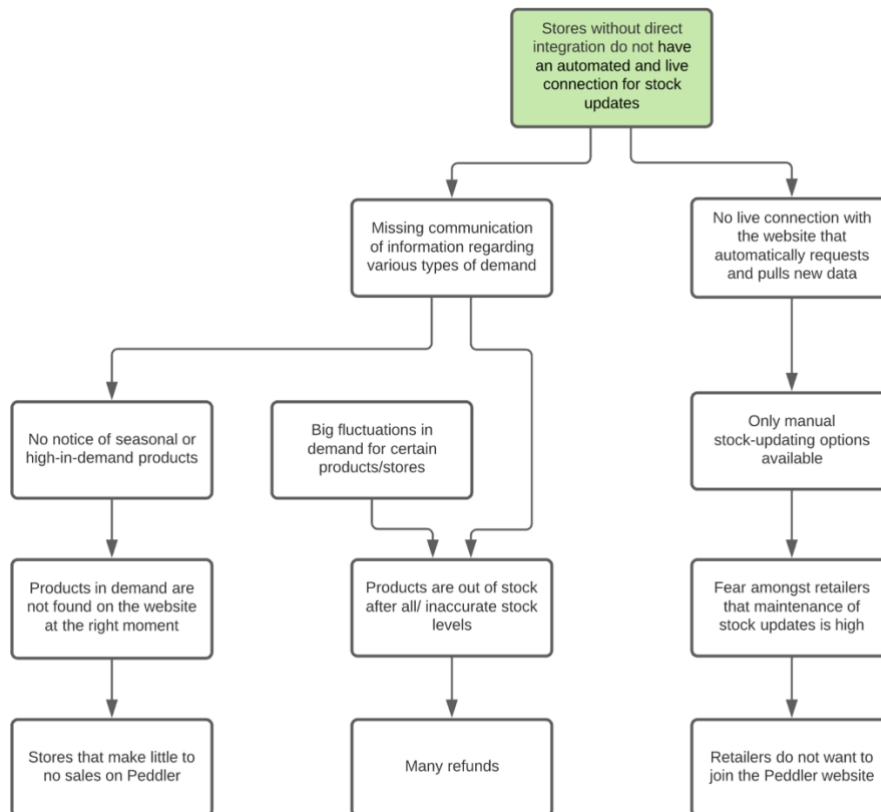 Stores without direct
integration do not have
an automated and live
connection for stock
updates
Missing communication
of information regarding
various types of demand
No live connection with
the website that
automatically requests
and pulls new data
No notice of seasonal or
high-in-demand products
Big fluctuations in
demand for certain
products/stores
Only manual
stock-updating options
available
Products in demand are
not found on the website
at the right moment
Products are out of stock
after all/ inaccurate stock
levels
Fear amongst retailers
that maintenance of
stock updates is high
Stores that make little to
no sales on Peddler
Many refunds
Retailers do not want to
join the Peddler website